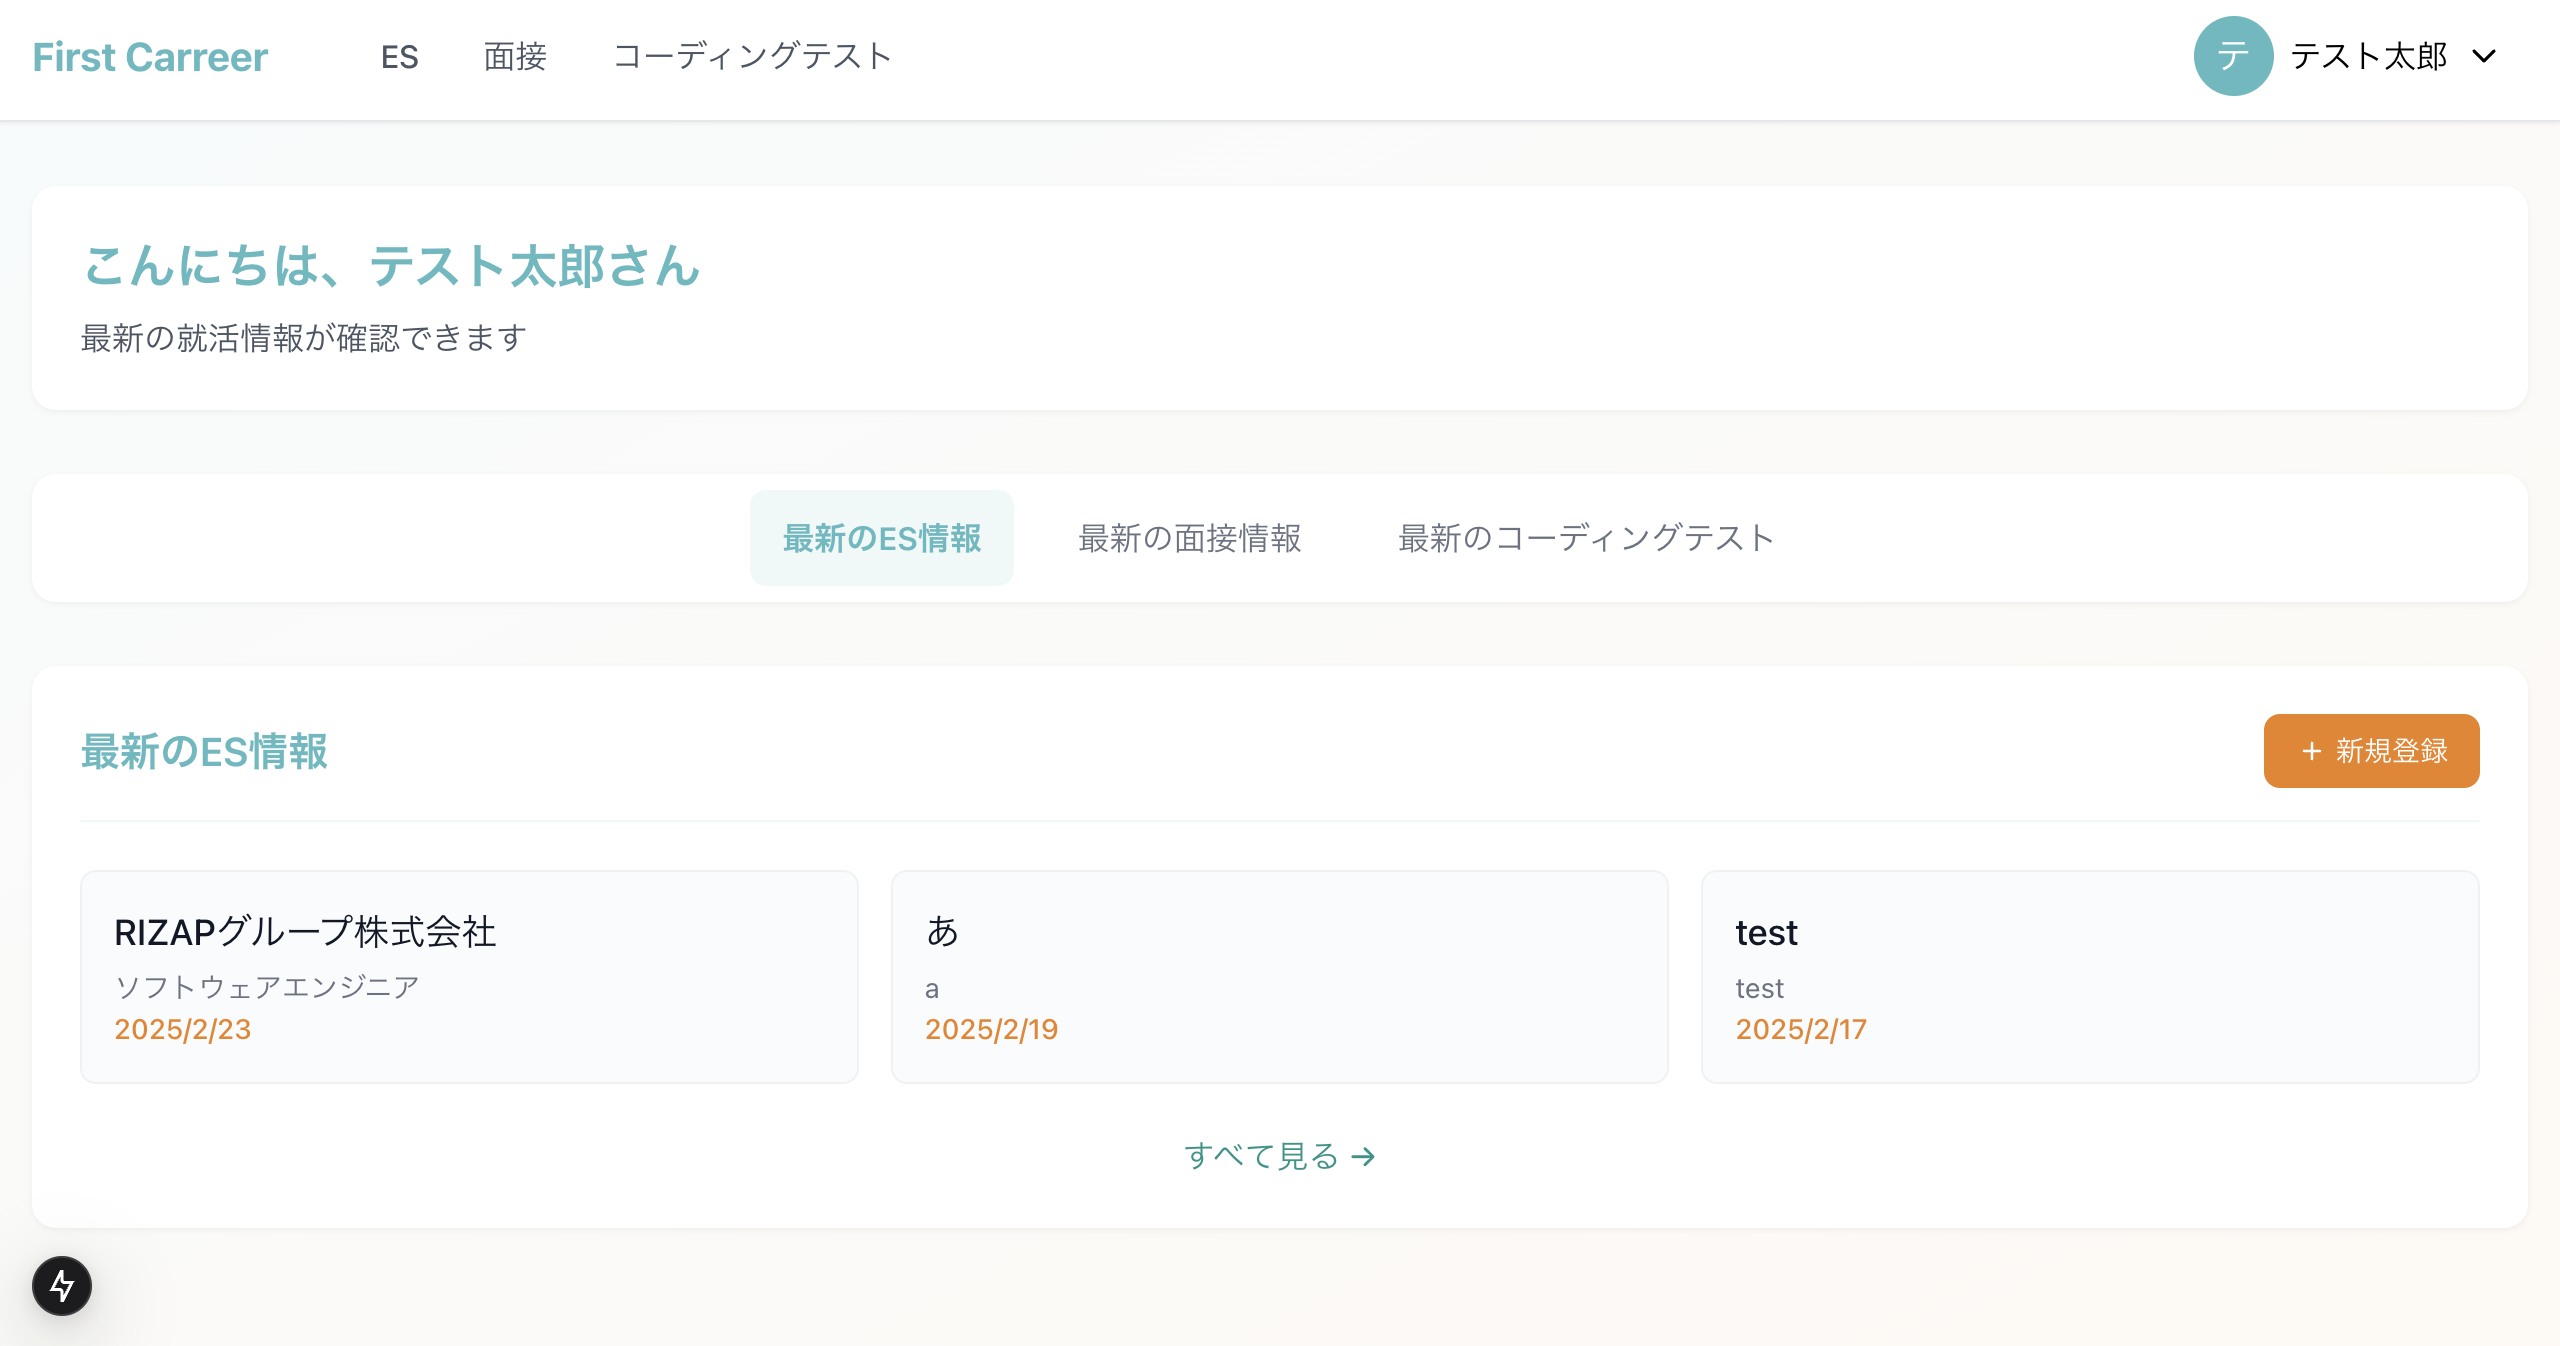 First Carreer
ES
面接
コーディングテスト
テ
テスト太郎
こんにちは、テスト太郎さん
最新の就活情報が確認できます
最新のES情報
最新の面接情報
最新のコーディングテスト
最新のES情報
+ 新規登録
RIZAPグループ株式会社
ソフトウェアエンジニア
2025/2/23
あ
a
2025/2/19
test
test
2025/2/17
すべて見る →